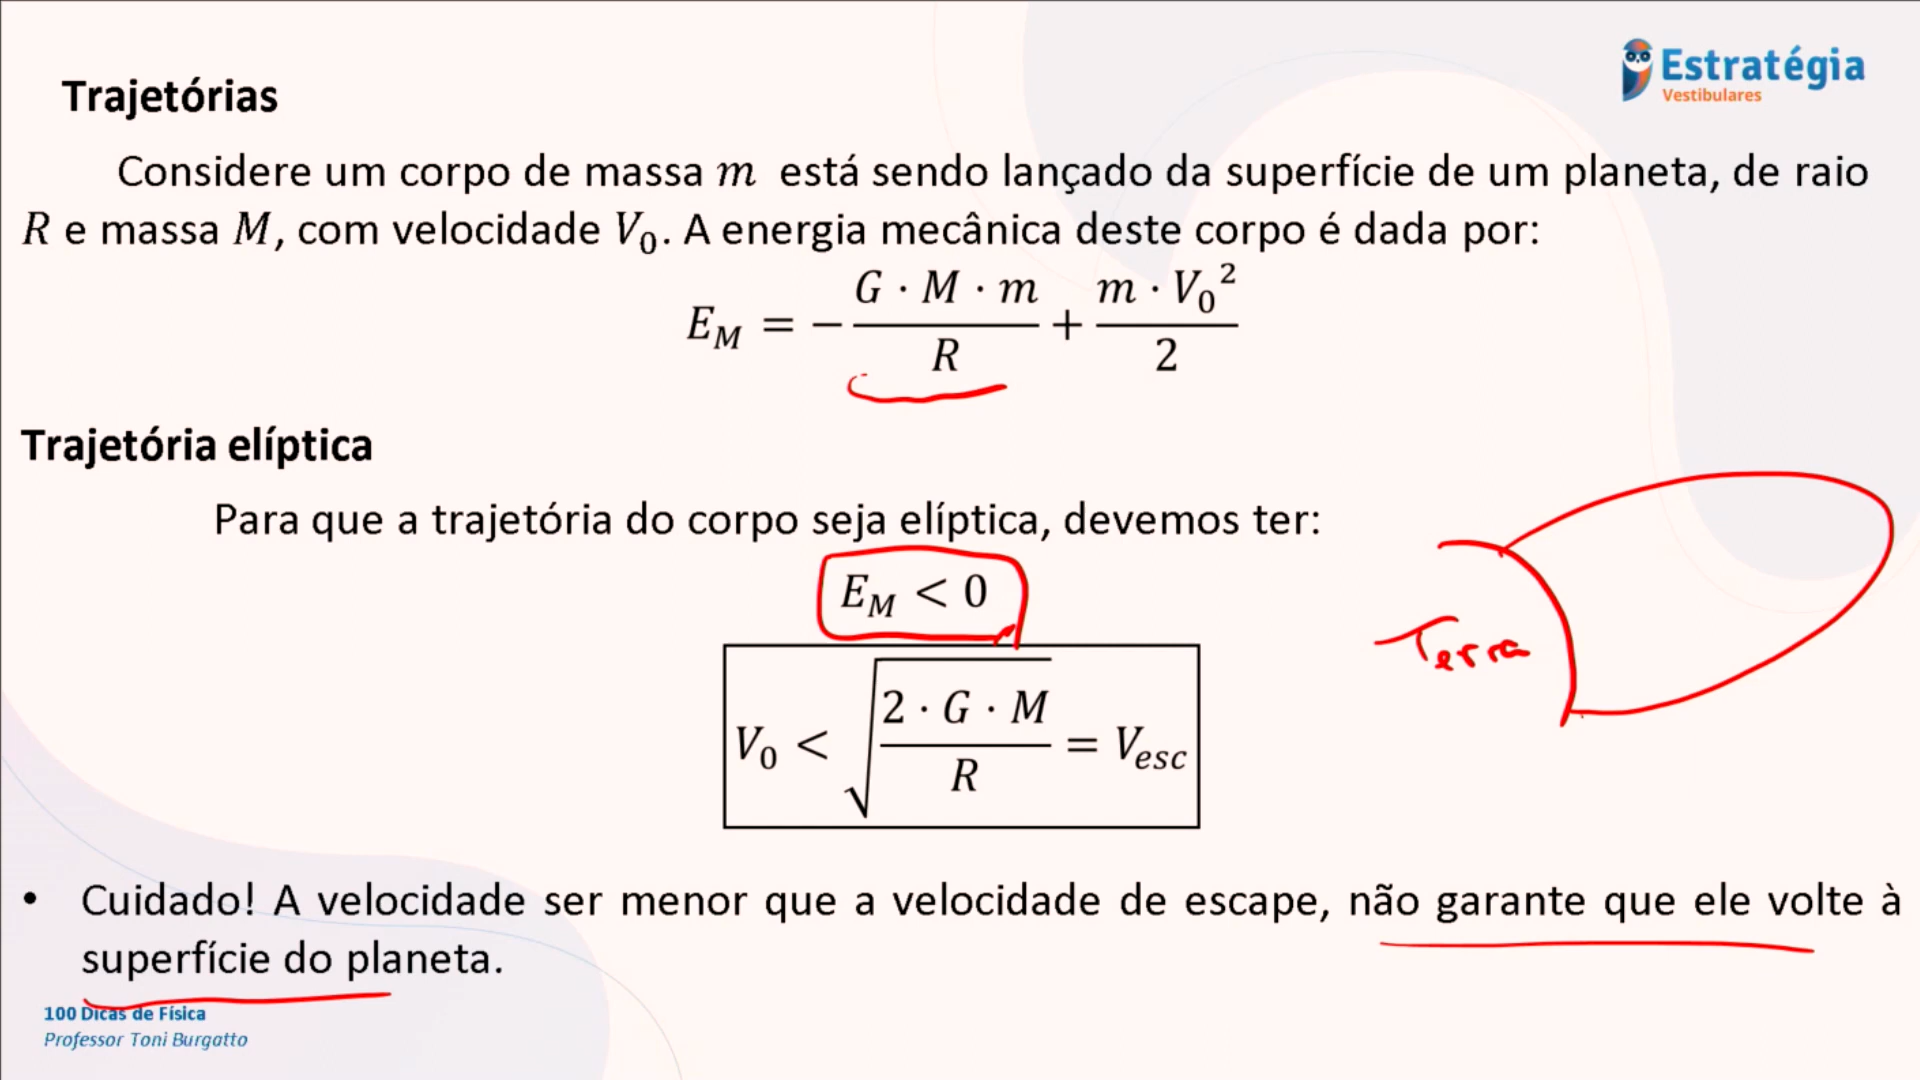 Estratégia
Vestibulares
Trajetórias
Considere um corpo de massa m está sendo lançado da superfície de um planeta, de raio
R e massa M, com velocidade V₀. A energia mecânica deste corpo é dada por:
E_M = − (G · M · m)/R + (m · V₀²)/2
Trajetória elíptica
Para que a trajetória do corpo seja elíptica, devemos ter:
E_M < 0
Terra
V₀ < √((2 · G · M)/R) = V_esc
• Cuidado! A velocidade ser menor que a velocidade de escape, não garante que ele volte à
superfície do planeta.
100 Dicas de Física
Professor Toni Burgatto